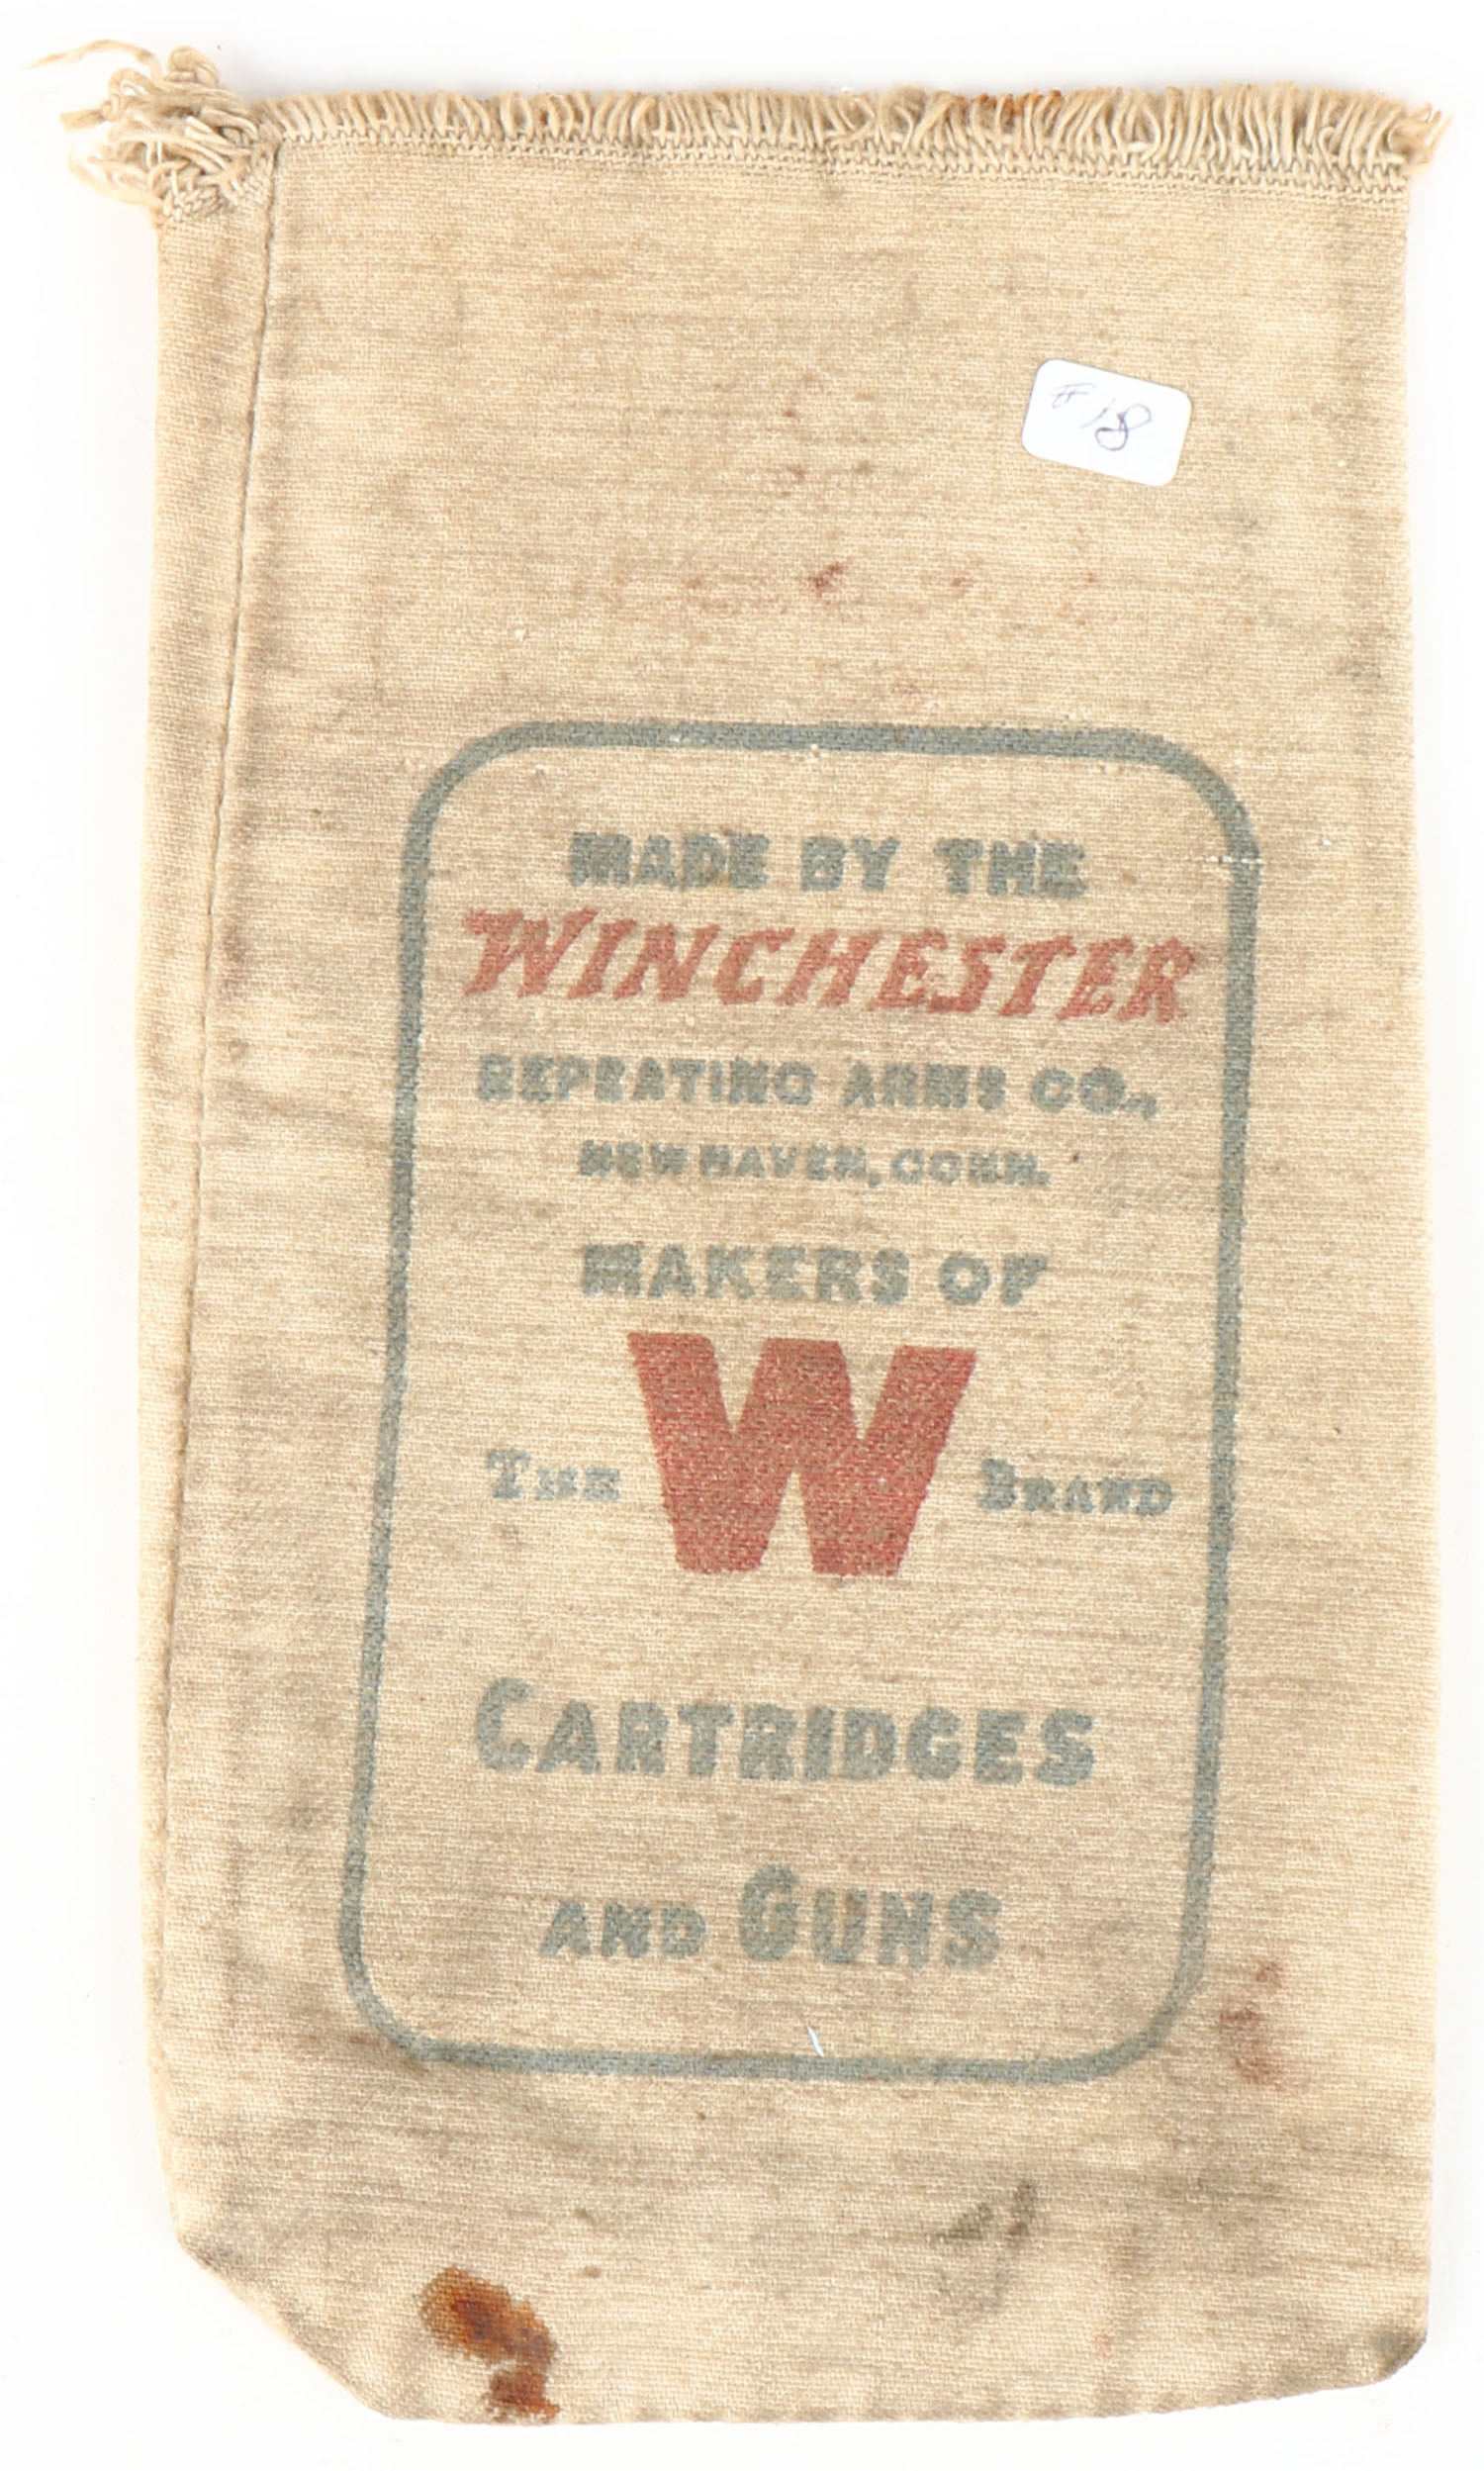 #18
MADE BY THE
WINCHESTER
REPEATING ARMS CO.,
NEW HAVEN, CONN.
MAKERS OF
THE W BRAND
CARTRIDGES
AND GUNS